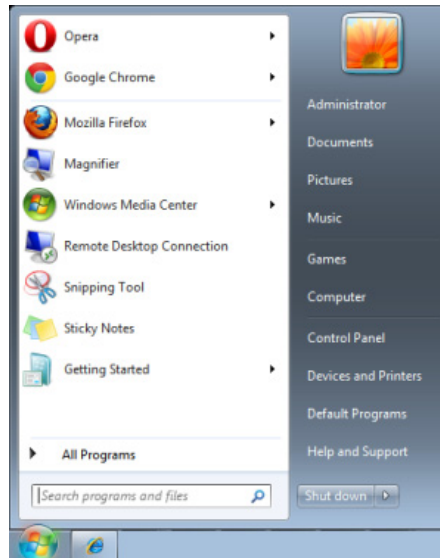 Opera
Google Chrome
Mozilla Firefox
Magnifier
Windows Media Center
Remote Desktop Connection
Snipping Tool
Sticky Notes
Getting Started
All Programs
Search programs and files
Administrator
Documents
Pictures
Music
Games
Computer
Control Panel
Devices and Printers
Default Programs
Help and Support
Shut down